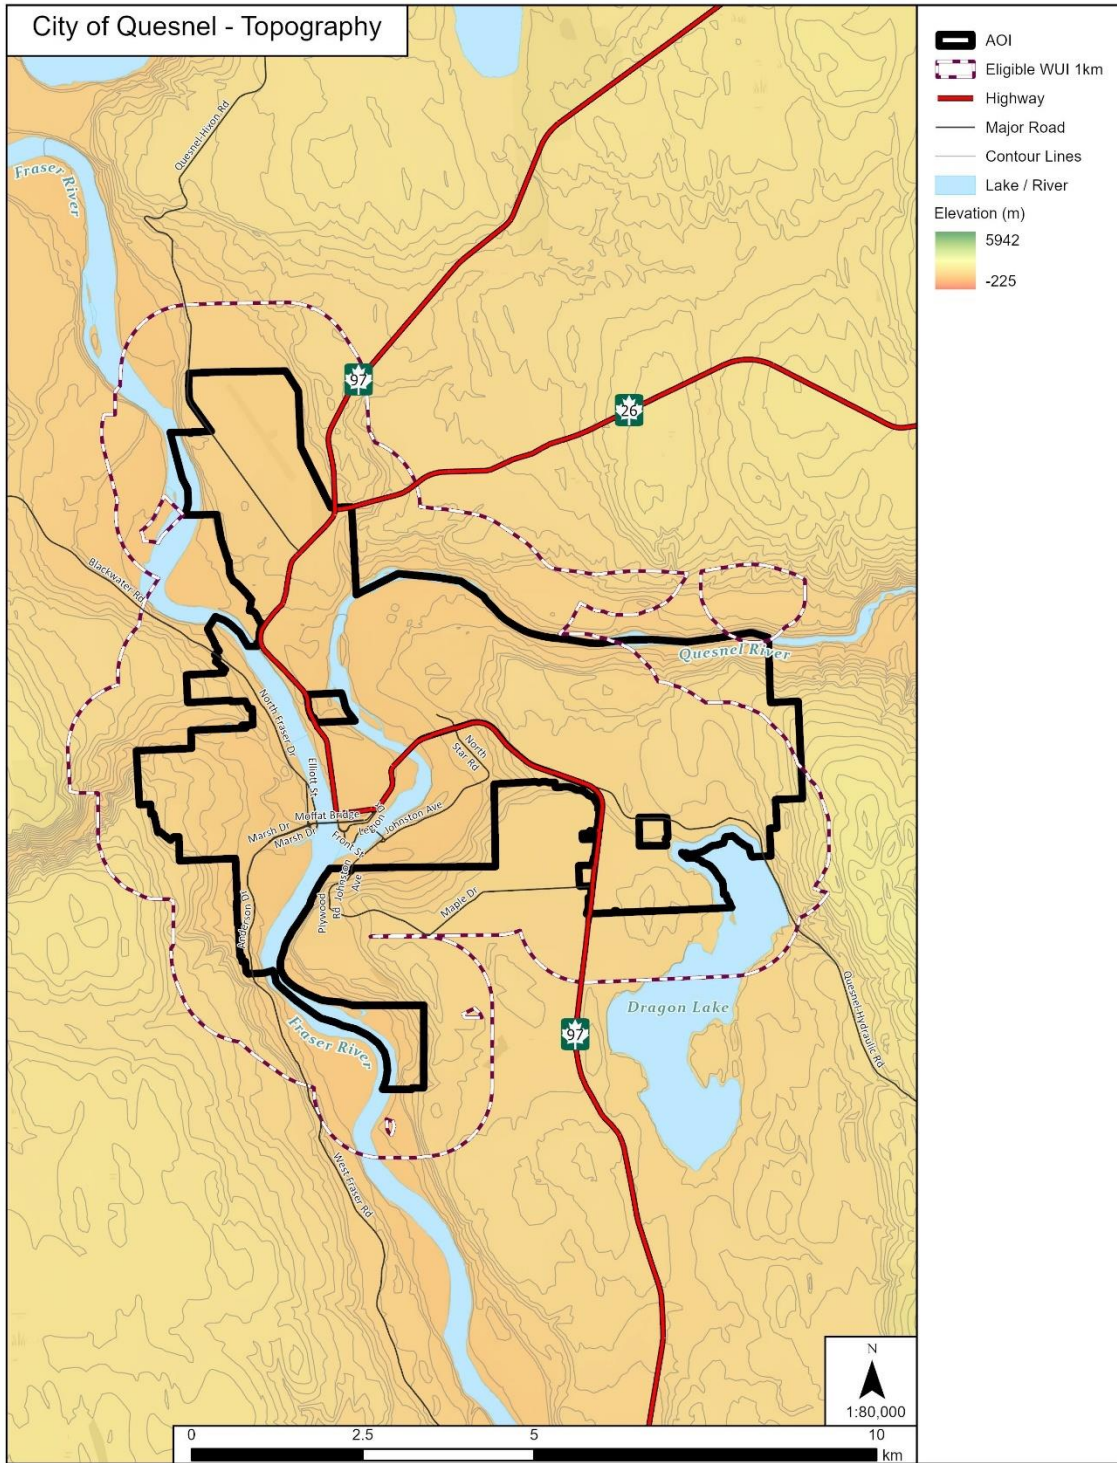 City of Quesnel - Topography
AOI
Eligible WUI 1km
Highway
Major Road
Contour Lines
Lake / River
Elevation (m)
5942
-225
Quesnel-Hixon Rd
Fraser River
97
26
Blackwater Rd
Quesnel River
North Fraser Dr
North
Star Rd
Elliott St
Moffat Bridge
Legion Dr
Johnston Ave
Marsh Dr
Marsh Dr
Front St
Johnston
Ave
Plywood
Rd
Maple Dr
Anderson Dr
Quesnel-Hydraulic Rd
Dragon Lake
Fraser River
97
West Fraser Rd
N
1:80,000
0 2.5 5 10
km